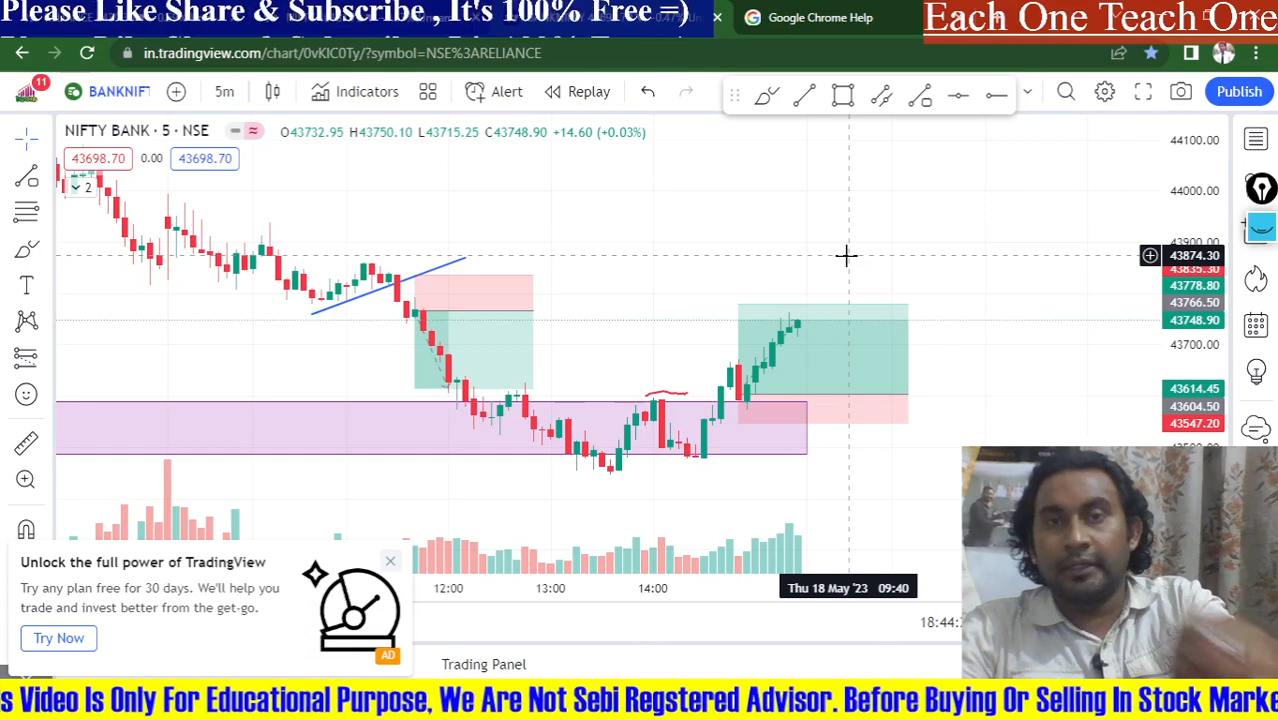 Please Like Share & Subscribe , It's 100% Free =)
Google Chrome Help
Each One Teach One
in.tradingview.com/chart/0vKlC0Ty/?symbol=NSE%3ARELIANCE
11
BANKNIFT
5m
Indicators
Alert
Replay
Publish
NIFTY BANK · 5 · NSE
O43732.95 H43750.10 L43715.25 C43748.90 +14.60 (+0.03%)
43698.70
0.00
43698.70
2
44100.00
44000.00
43900.00
43874.30
43835.30
43778.80
43766.50
43748.90
43700.00
43614.45
43604.50
43547.20
Unlock the full power of TradingView
Try any plan free for 30 days. We'll help you
trade and invest better from the get-go.
Try Now
AD
12:00
13:00
14:00
Thu 18 May '23 09:40
18:44:
Trading Panel
s Video Is Only For Educational Purpose, We Are Not Sebi Regstered Advisor. Before Buying Or Selling In Stock Marke